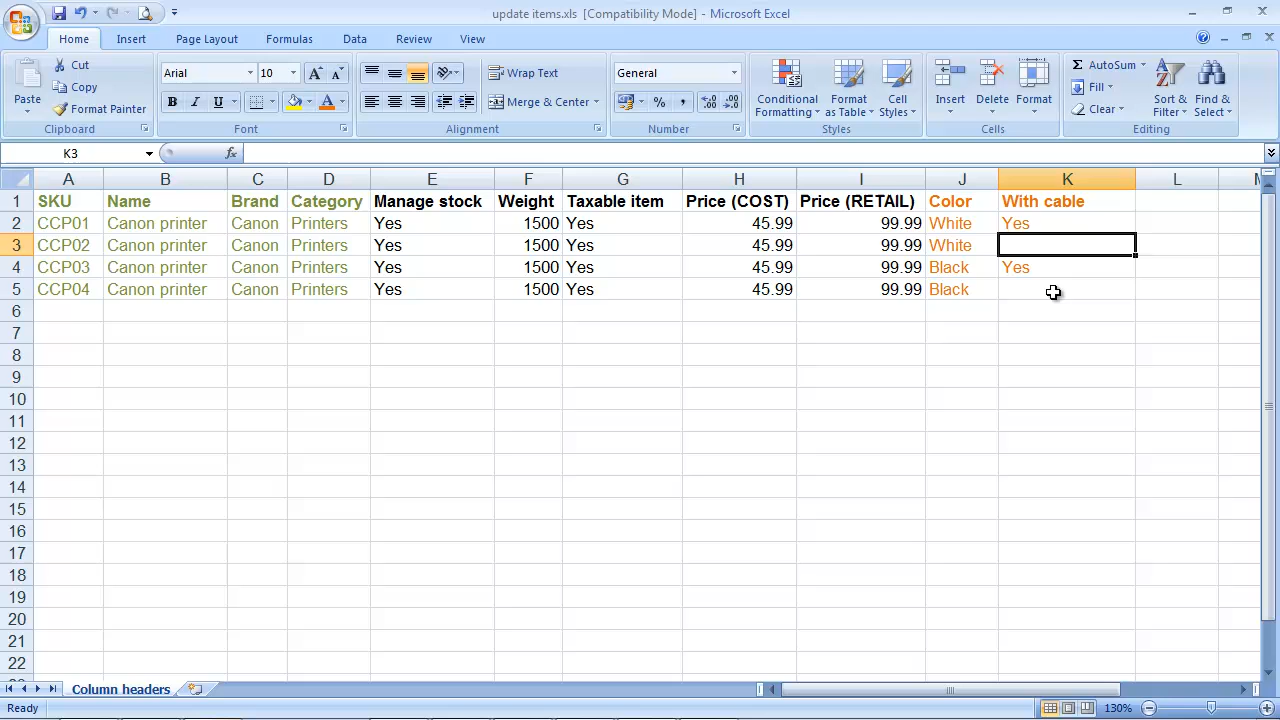 update items.xls [Compatibility Mode] - Microsoft Excel
Home Insert Page Layout Formulas Data Review View
Paste
Cut
Copy
Format Painter
Clipboard
Arial 10
B I U
Font
Wrap Text
Merge & Center
Alignment
General
% ,
Number
Conditional Formatting
Format as Table
Cell Styles
Styles
Insert Delete Format
Cells
Σ AutoSum
Fill
Clear
Sort & Filter
Find & Select
Editing
K3 fx
A B C D E F G H I J K L M
1 SKU Name Brand Category Manage stock Weight Taxable item Price (COST) Price (RETAIL) Color With cable
2 CCP01 Canon printer Canon Printers Yes 1500 Yes 45.99 99.99 White Yes
3 CCP02 Canon printer Canon Printers Yes 1500 Yes 45.99 99.99 White
4 CCP03 Canon printer Canon Printers Yes 1500 Yes 45.99 99.99 Black Yes
5 CCP04 Canon printer Canon Printers Yes 1500 Yes 45.99 99.99 Black
6
7
8
9
10
11
12
13
14
15
16
17
18
19
20
21
22
Column headers
Ready 130%